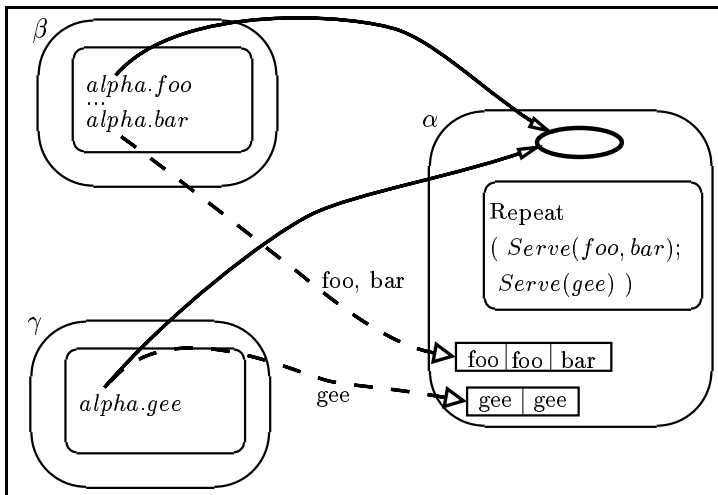 β
alpha.foo
...
alpha.bar
α
Repeat
( Serve(foo, bar);
Serve(gee) )
foo, bar
γ
foo foo bar
alpha.gee
gee
gee gee